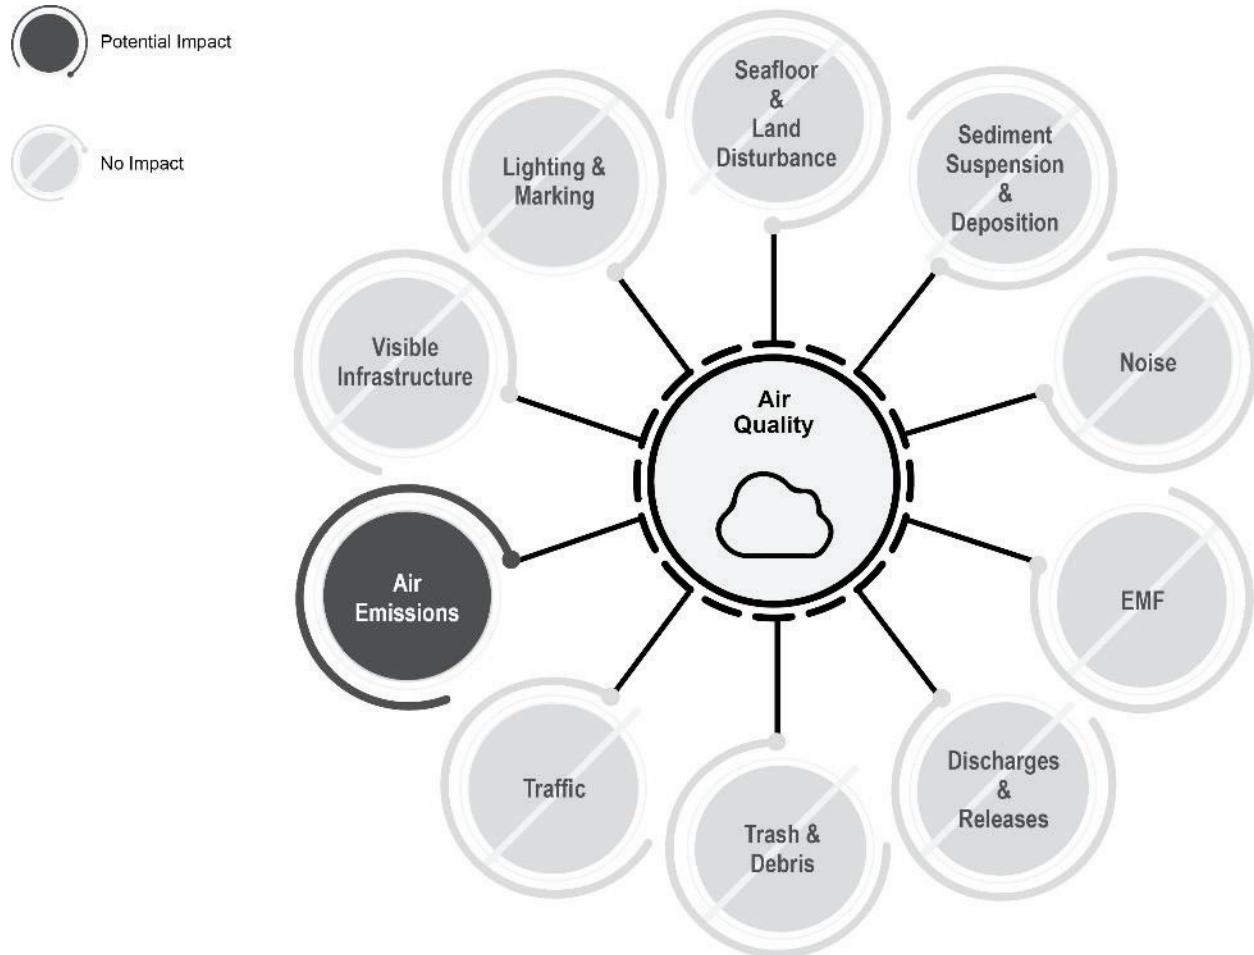 Potential Impact
No Impact
Seafloor
&
Land
Disturbance
Sediment
Suspension
&
Deposition
Lighting &
Marking
Noise
Visible
Infrastructure
Air
Quality
Air
Emissions
EMF
Traffic
Discharges
&
Releases
Trash &
Debris